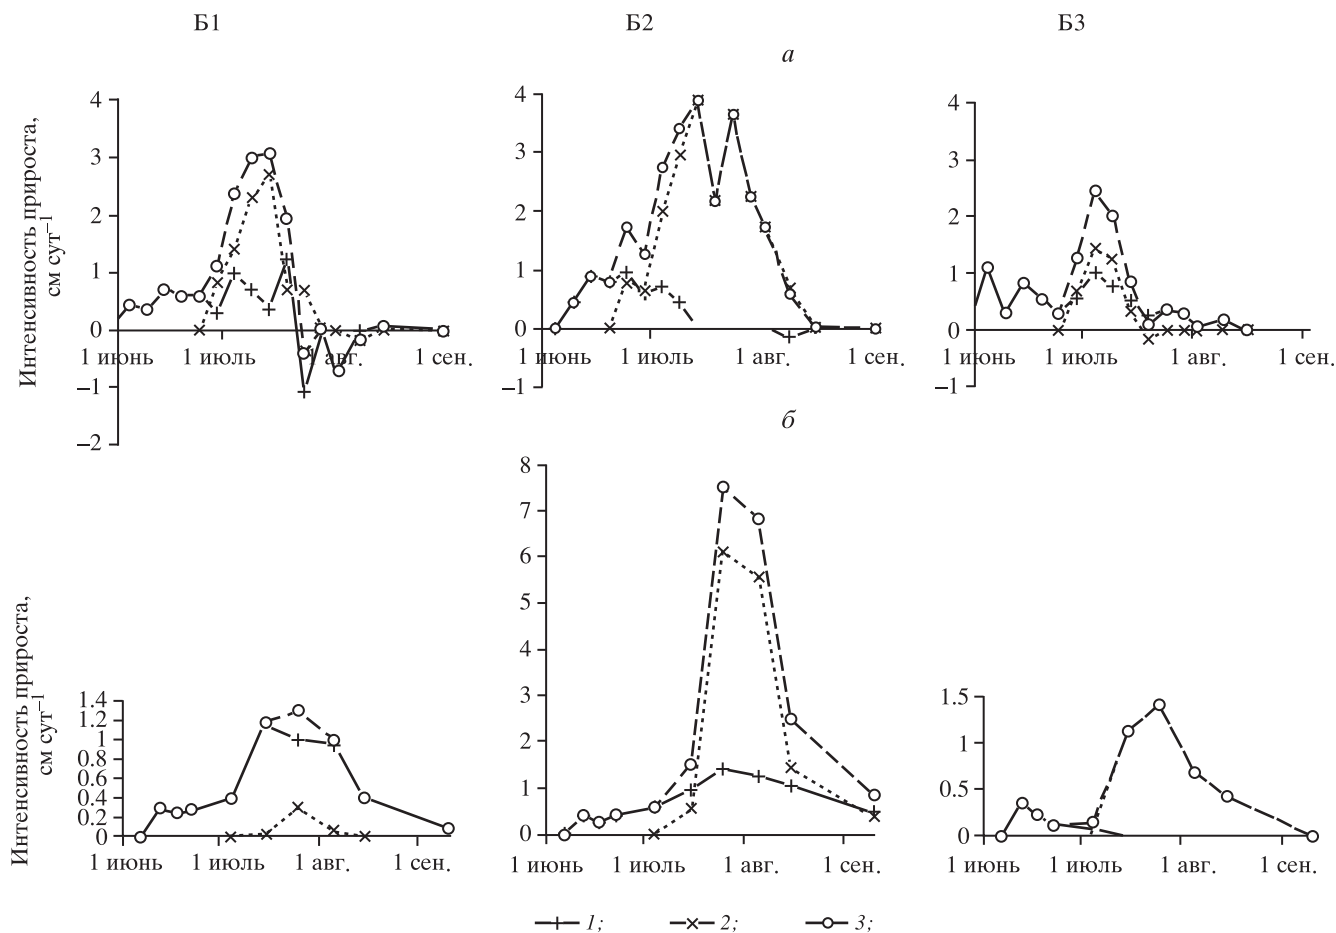 Б1 Б2 Б3
а
Интенсивность прироста,
см сут⁻¹
4
3
2
1
0
–1
–2
1 июнь 1 июль авг. 1 сен.
4
3
2
1
0
–1
1 июнь 1 июль 1 авг. 1 сен.
4
3
2
1
0
–1
1 июнь 1 июль 1 авг. 1 сен.
б
Интенсивность прироста,
см сут⁻¹
1.4
1.2
1
0.8
0.6
0.4
0.2
0
1 июнь 1 июль 1 авг. 1 сен.
8
7
6
5
4
3
2
1
0
1 июнь 1 июль 1 авг. 1 сен.
1.5
1
0.5
0
1 июнь 1 июль 1 авг. 1 сен.
1; 2; 3;